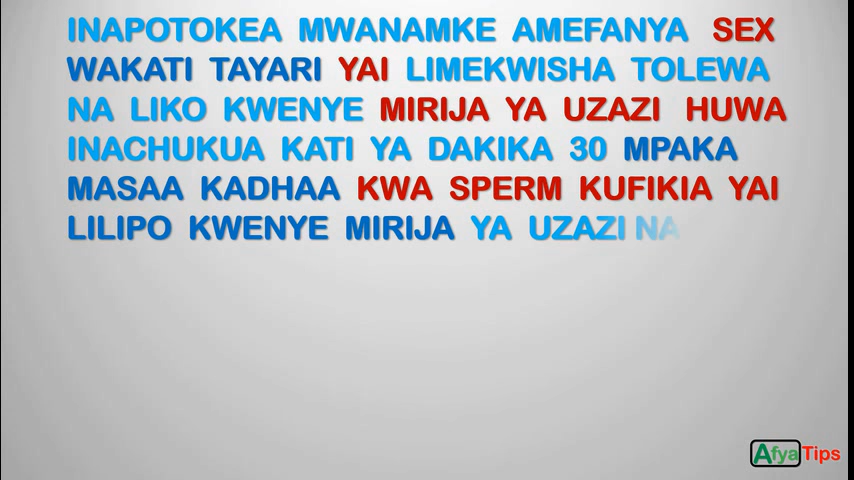 INAPOTOKEA MWANAMKE AMEFANYA SEX
WAKATI TAYARI YAI LIMEKWISHA TOLEWA
NA LIKO KWENYE MIRIJA YA UZAZI HUWA
INACHUKUA KATI YA DAKIKA 30 MPAKA
MASAA KADHAA KWA SPERM KUFIKIA YAI
LILIPO KWENYE MIRIJA YA UZAZI NA
AfyaTips